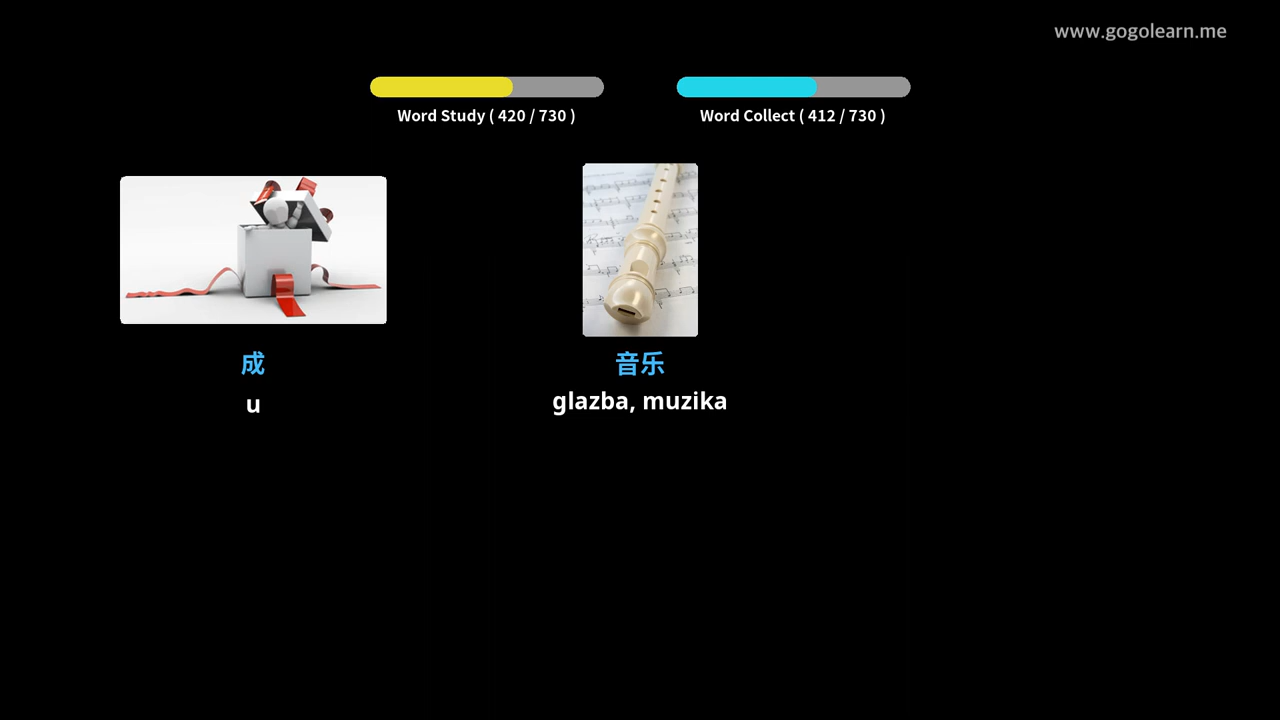 www.gogolearn.me
Word Study ( 420 / 730 )
Word Collect ( 412 / 730 )
成
u
音乐
glazba, muzika